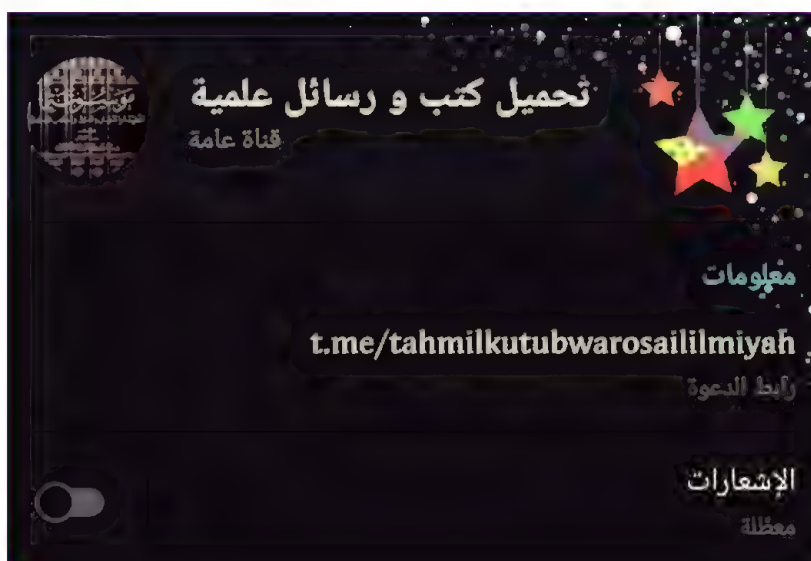 تحميل كتب و رسائل علمية
قناة عامة
معلومات
t.me/tahmilkutubwarosaililmiyah
رابط الدعوة
الإشعارات
معطلة